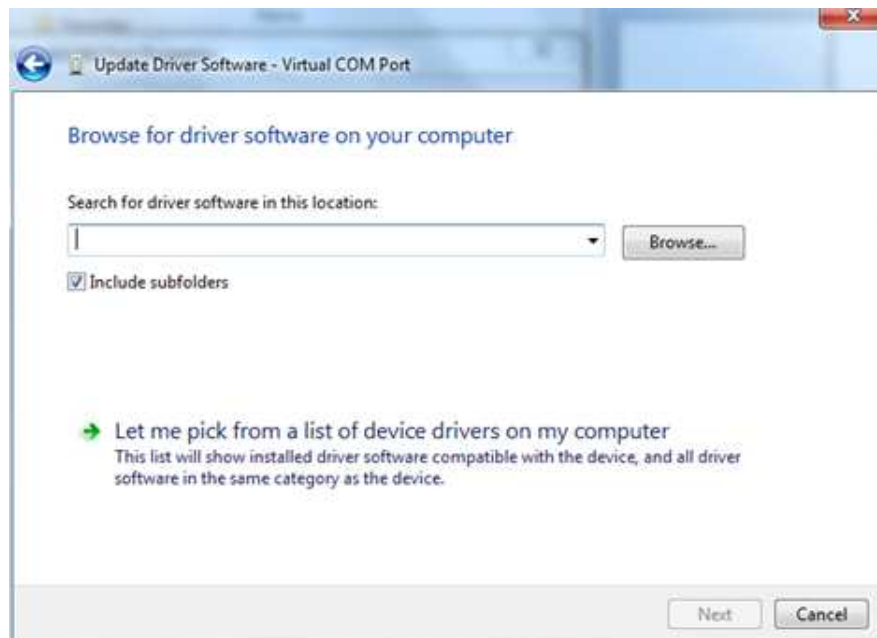 Update Driver Software - Virtual COM Port
Browse for driver software on your computer
Search for driver software in this location:
Browse...
Include subfolders
Let me pick from a list of device drivers on my computer
This list will show installed driver software compatible with the device, and all driver
software in the same category as the device.
Next
Cancel